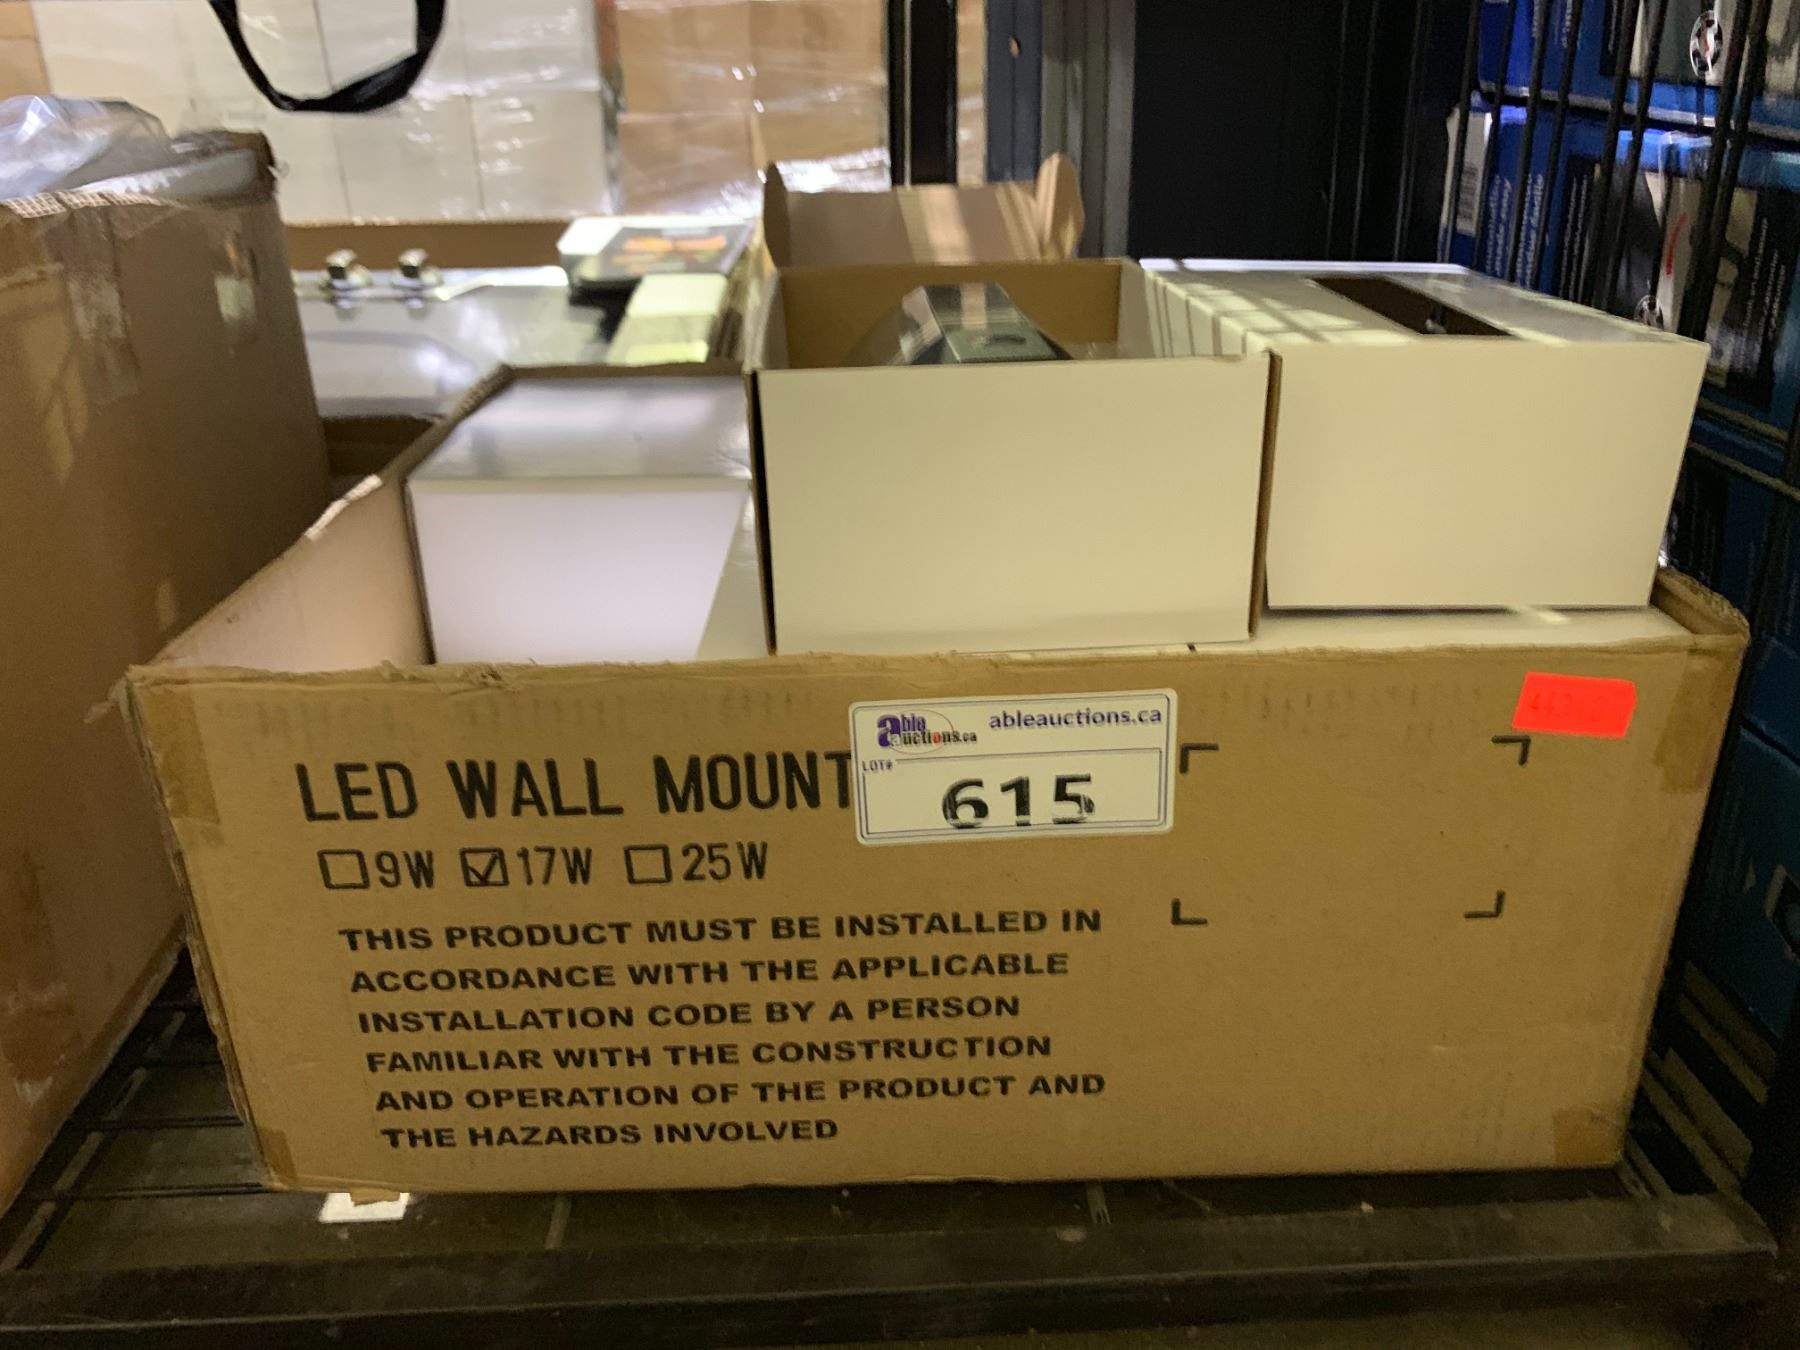 able
auctions.ca
ableauctions.ca
LOT#
615
LED WALL MOUNT
9W 17W 25W
THIS PRODUCT MUST BE INSTALLED IN
ACCORDANCE WITH THE APPLICABLE
INSTALLATION CODE BY A PERSON
FAMILIAR WITH THE CONSTRUCTION
AND OPERATION OF THE PRODUCT AND
THE HAZARDS INVOLVED